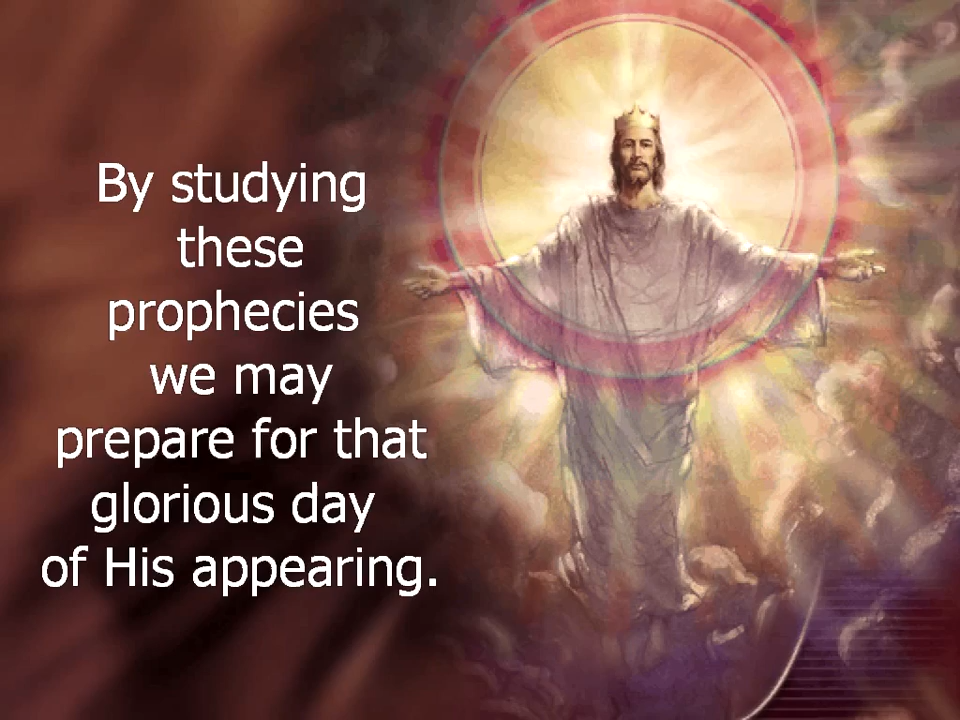 By studying
these
prophecies
we may
prepare for that
glorious day
of His appearing.